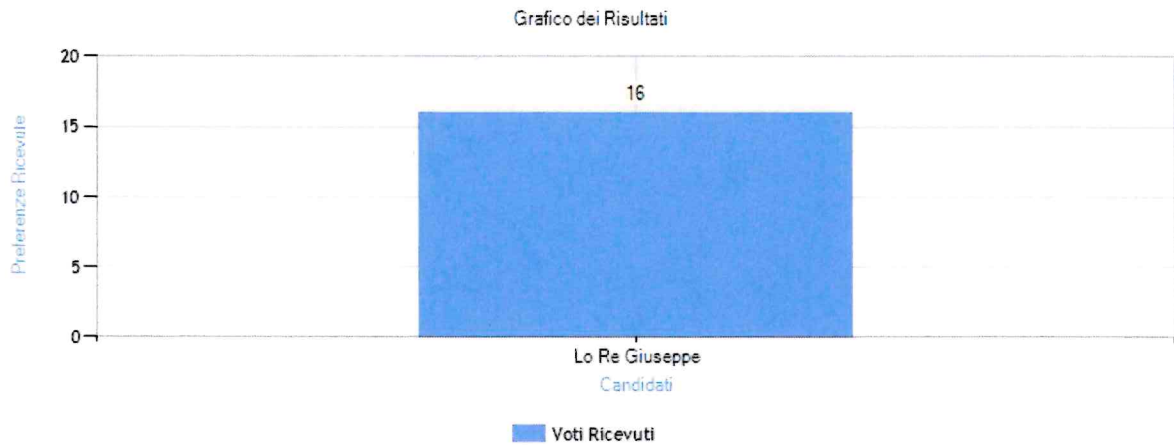 Grafico dei Risultati
Preferenze Ricevute
20
16
15
10
5
0
Lo Re Giuseppe
Candidati
Voti Ricevuti